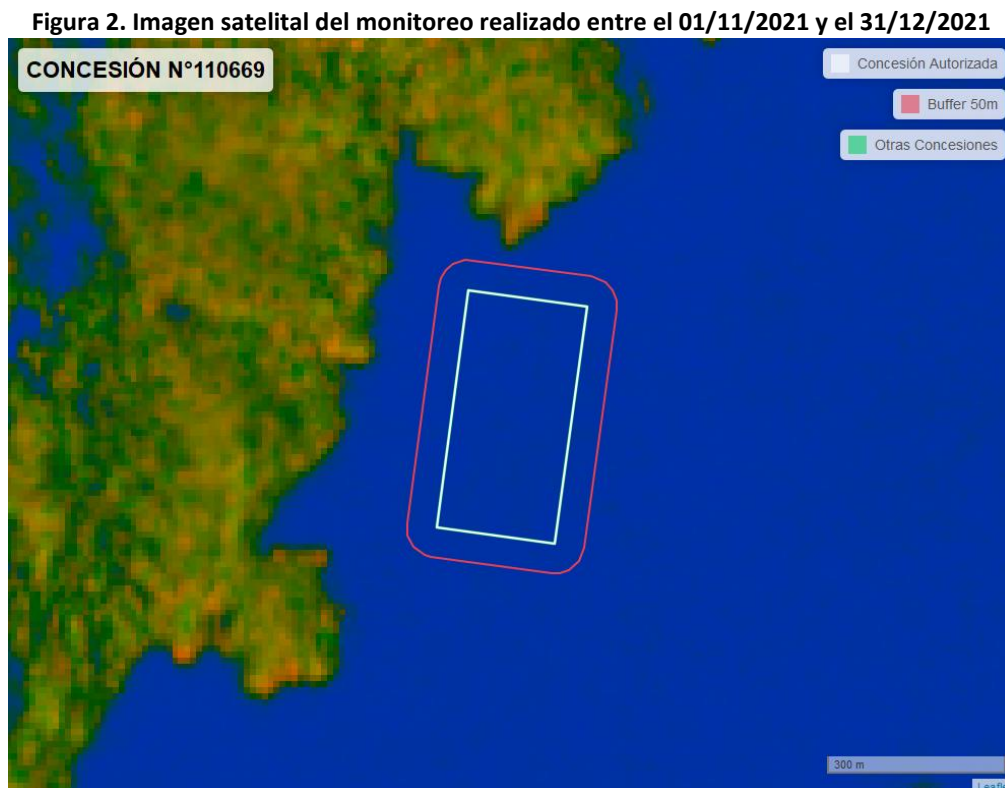 Figura 2. Imagen satelital del monitoreo realizado entre el 01/11/2021 y el 31/12/2021
CONCESIÓN N°110669
Concesión Autorizada
Buffer 50m
Otras Concesiones
300 m